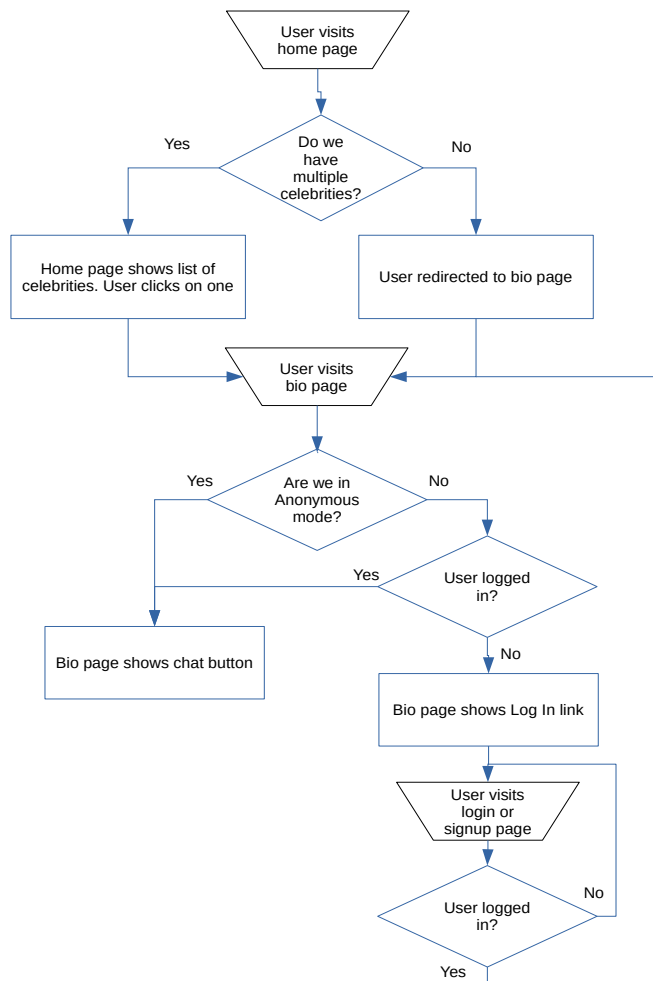 User visits
home page
Yes
No
Do we
have
multiple
celebrities?
Home page shows list of
celebrities. User clicks on one
User redirected to bio page
User visits
bio page
Yes
No
Are we in
Anonymous
mode?
Yes
User logged
in?
Bio page shows chat button
No
Bio page shows Log In link
User visits
login or
signup page
No
User logged
in?
Yes